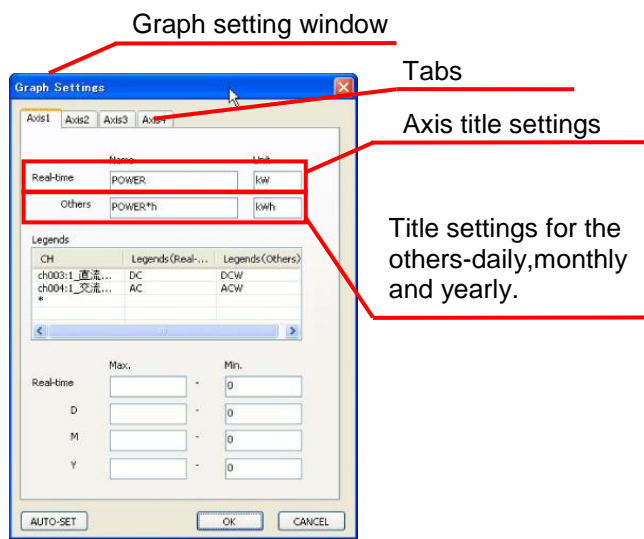 Graph setting window
Graph Settings
Tabs
Axis1 Axis2 Axis3 Axis4
Axis title settings
Name Unit
Real-time POWER kW
Others POWER*h kWh
Title settings for the
others-daily,monthly
and yearly.
Legends
CH Legends(Real-... Legends(Others)
ch003:1_直流... DC DCW
ch004:1_交流... AC ACW
*
Max. Min.
Real-time - 0
D - 0
M - 0
Y - 0
AUTO-SET OK CANCEL